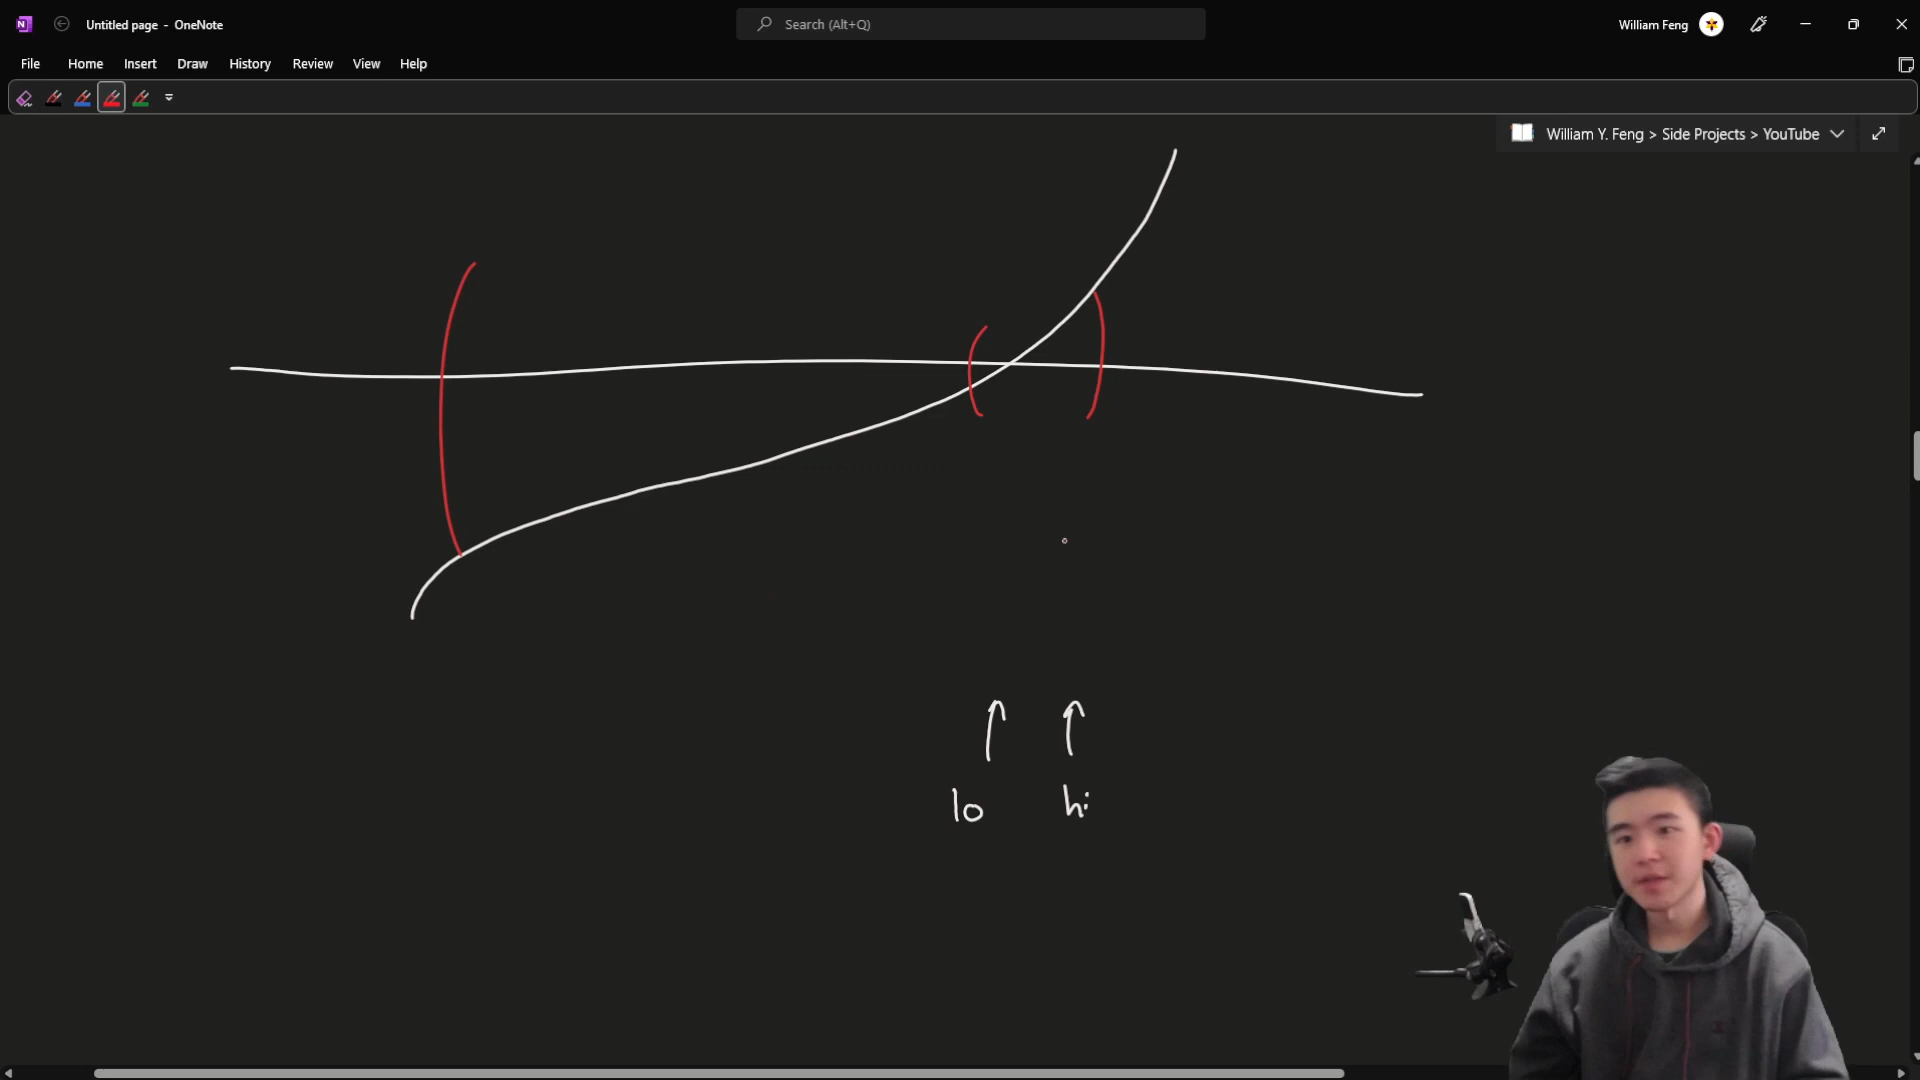 Untitled page - OneNote
Search (Alt+Q)
William Feng
File Home Insert Draw History Review View Help
William Y. Feng > Side Projects > YouTube
lo hi